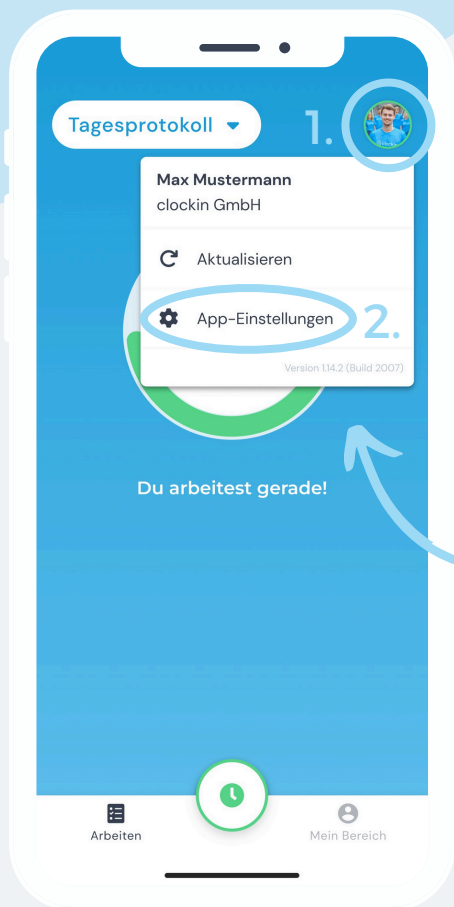 Tagesprotokoll
1.
Max Mustermann
clockin GmbH
Aktualisieren
App-Einstellungen
2.
Version 1.14.2 (Build 2007)
Du arbeitest gerade!
Arbeiten
Mein Bereich